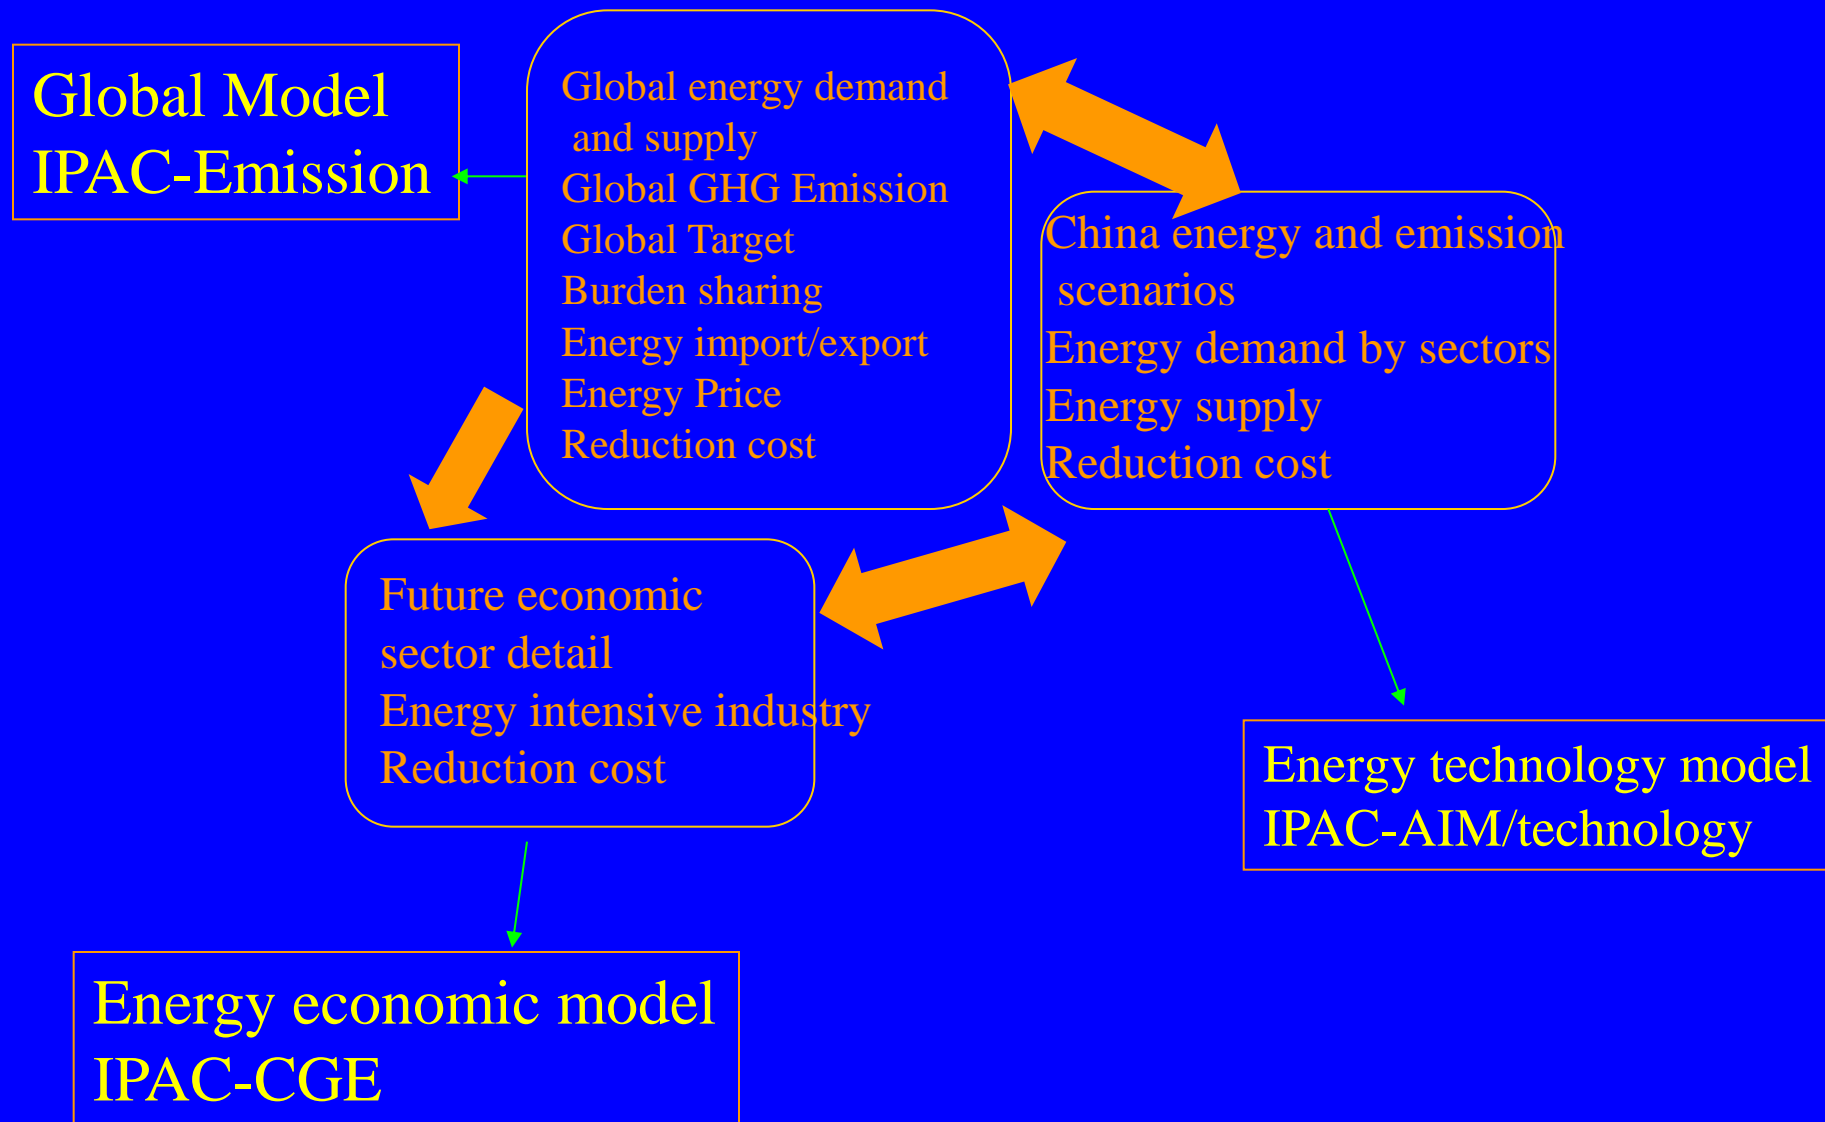 Global Model
IPAC-Emission
Global energy demand
and supply
Global GHG Emission
Global Target
Burden sharing
Energy import/export
Energy Price
Reduction cost
China energy and emission
scenarios
Energy demand by sectors
Energy supply
Reduction cost
Future economic
sector detail
Energy intensive industry
Reduction cost
Energy technology model
IPAC-AIM/technology
Energy economic model
IPAC-CGE